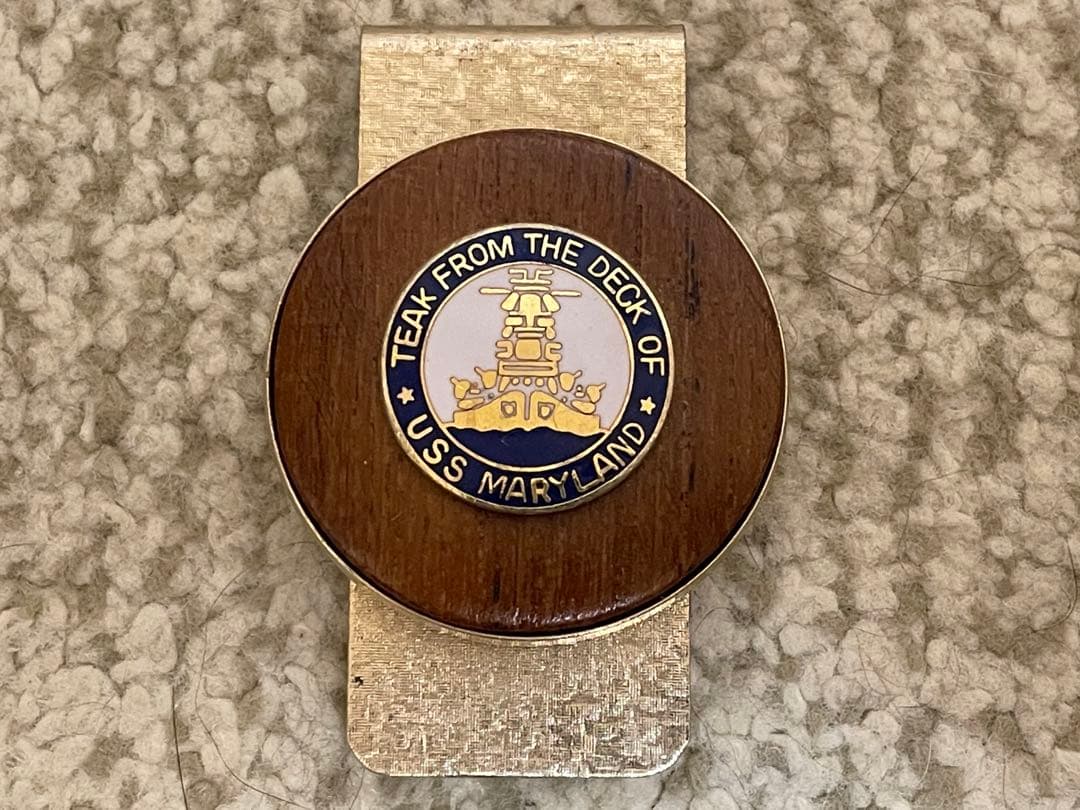 TEAK FROM THE DECK OF
USS MARYLAND